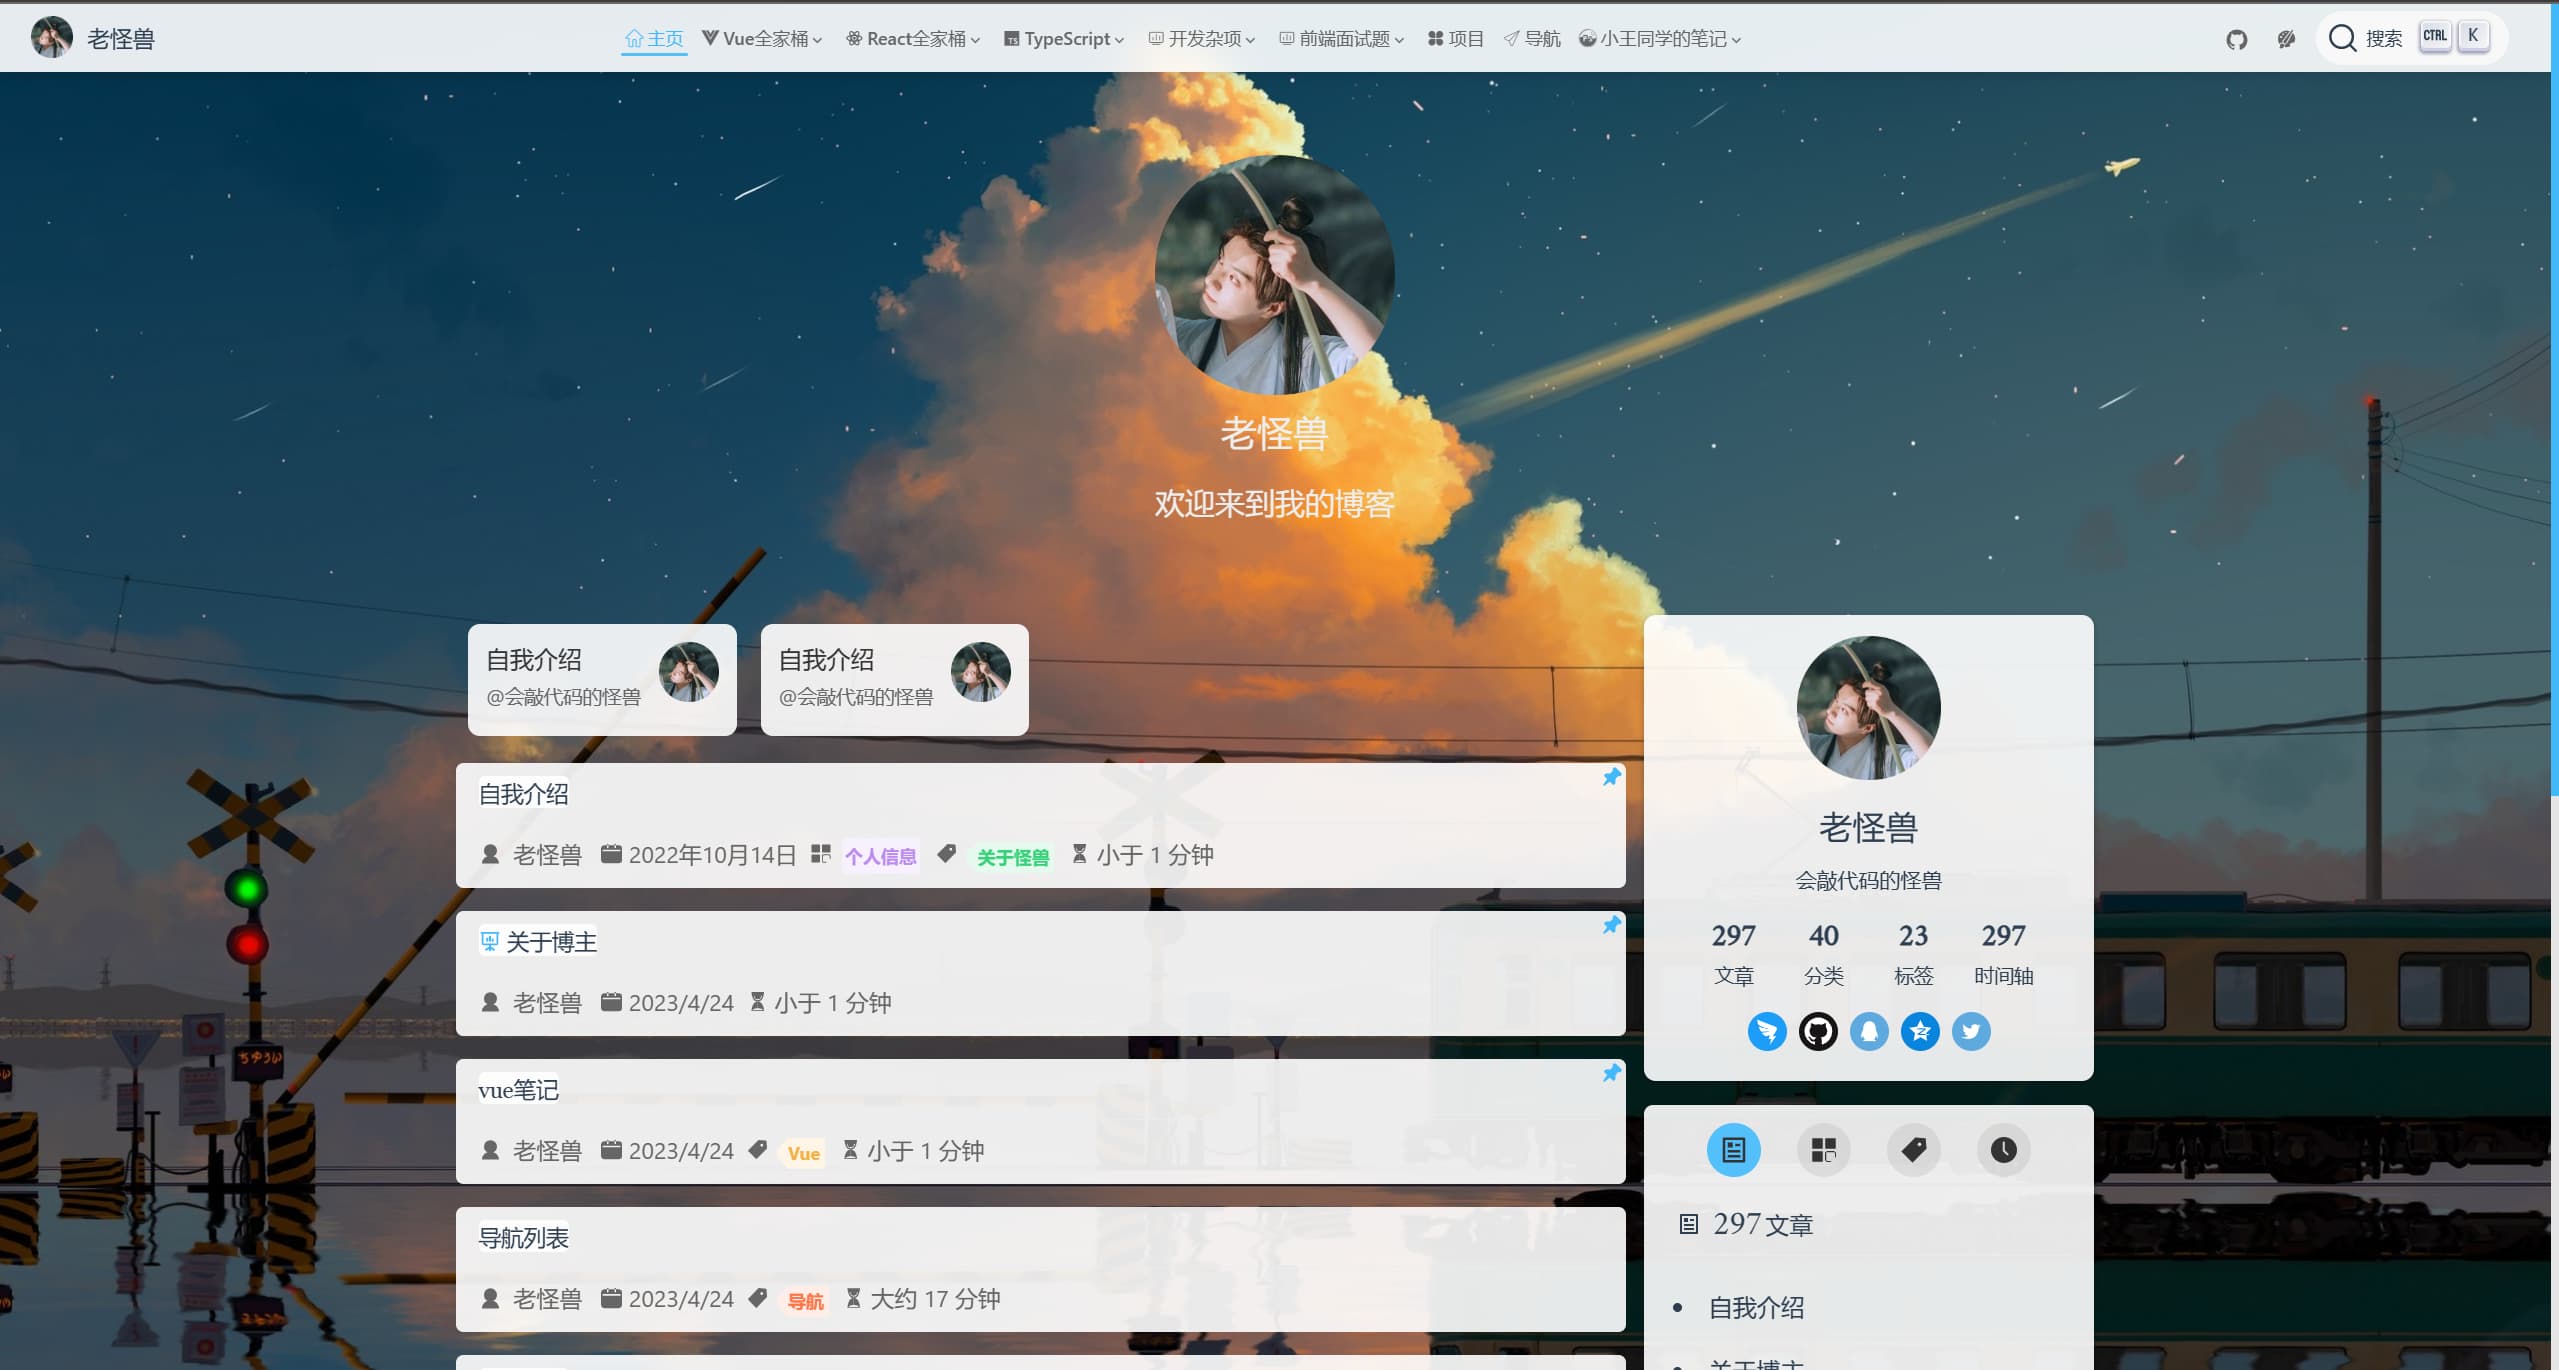 老怪兽
主页 Vue全家桶 React全家桶 TypeScript 开发杂项 前端面试题 项目 导航 小王同学的笔记
搜索 CTRL K
老怪兽
欢迎来到我的博客
自我介绍
@会敲代码的怪兽
自我介绍
@会敲代码的怪兽
自我介绍
老怪兽 2022年10月14日 个人信息 关于怪兽 小于 1 分钟
关于博主
老怪兽 2023/4/24 小于 1 分钟
vue笔记
老怪兽 2023/4/24 Vue 小于 1 分钟
导航列表
老怪兽 2023/4/24 导航 大约 17 分钟
老怪兽
会敲代码的怪兽
297 40 23 297
文章 分类 标签 时间轴
297 文章
自我介绍
关于博主